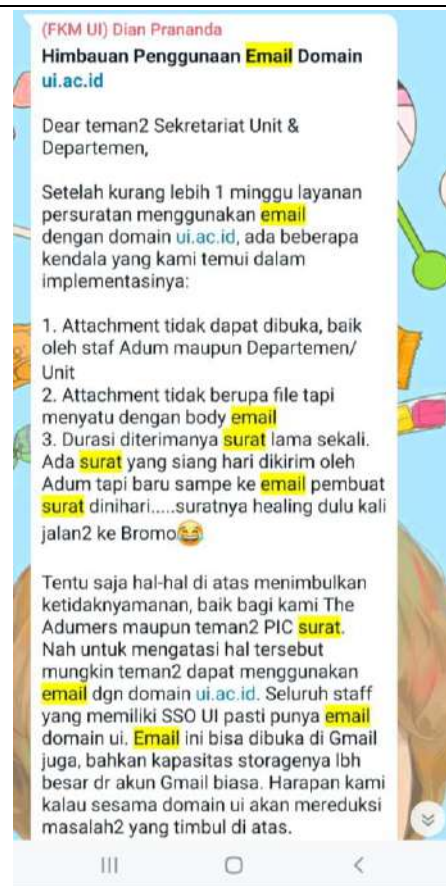 (FKM UI) Dian Prananda
Himbauan Penggunaan Email Domain
ui.ac.id
Dear teman2 Sekretariat Unit &
Departemen,
Setelah kurang lebih 1 minggu layanan
persuratan menggunakan email
dengan domain ui.ac.id, ada beberapa
kendala yang kami temui dalam
implementasinya:
1. Attachment tidak dapat dibuka, baik
oleh staf Adum maupun Departemen/
Unit
2. Attachment tidak berupa file tapi
menyatu dengan body email
3. Durasi diterimanya surat lama sekali.
Ada surat yang siang hari dikirim oleh
Adum tapi baru sampe ke email pembuat
surat dinihari.....suratnya healing dulu kali
jalan2 ke Bromo😂
Tentu saja hal-hal di atas menimbulkan
ketidaknyamanan, baik bagi kami The
Adumers maupun teman2 PIC surat.
Nah untuk mengatasi hal tersebut
mungkin teman2 dapat menggunakan
email dgn domain ui.ac.id. Seluruh staff
yang memiliki SSO UI pasti punya email
domain ui. Email ini bisa dibuka di Gmail
juga, bahkan kapasitas storagenya lbh
besar dr akun Gmail biasa. Harapan kami
kalau sesama domain ui akan mereduksi
masalah2 yang timbul di atas.